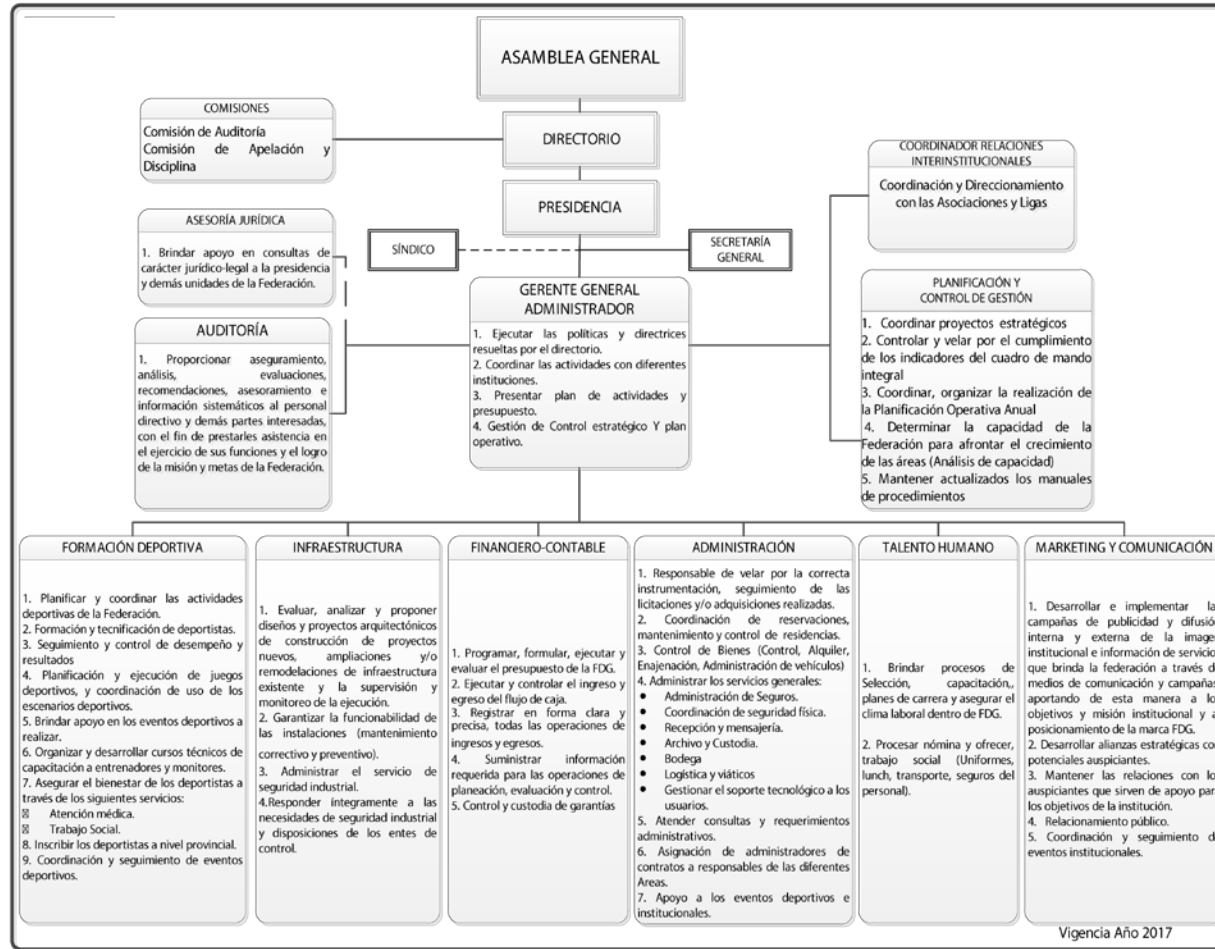 ASAMBLEA GENERAL
COMISIONES
Comisión de Auditoría
Comisión de Apelación y
Disciplina
DIRECTORIO
COORDINADOR RELACIONES
INTERINSTITUCIONALES
Coordinación y Direccionamiento
con las Asociaciones y Ligas
PRESIDENCIA
ASESORÍA JURÍDICA
1. Brindar apoyo en consultas de
carácter jurídico-legal a la presidencia
y demás unidades de la Federación.
SÍNDICO
SECRETARÍA
GENERAL
GERENTE GENERAL
ADMINISTRADOR
1. Ejecutar las políticas y directrices
resueltas por el directorio.
2. Coordinar las actividades con diferentes
instituciones.
3. Presentar plan de actividades y
presupuesto.
4. Gestión de Control estratégico Y plan
operativo.
PLANIFICACIÓN Y
CONTROL DE GESTIÓN
1. Coordinar proyectos estratégicos
2. Controlar y velar por el cumplimiento
de los indicadores del cuadro de mando
integral
3. Coordinar, organizar la realización de
la Planificación Operativa Anual
4. Determinar la capacidad de la
Federación para afrontar el crecimiento
de las áreas (Análisis de capacidad)
5. Mantener actualizados los manuales
de procedimientos
AUDITORÍA
1. Proporcionar aseguramiento,
análisis, evaluaciones,
recomendaciones, asesoramiento e
información sistemáticos al personal
directivo y demás partes interesadas,
con el fin de prestarles asistencia en
el ejercicio de sus funciones y el logro
de la misión y metas de la Federación.
FORMACIÓN DEPORTIVA
1. Planificar y coordinar las actividades
deportivas de la Federación.
2. Formación y tecnificación de deportistas.
3. Seguimiento y control de desempeño y
resultados
4. Planificación y ejecución de juegos
deportivos, y coordinación de uso de los
escenarios deportivos.
5. Brindar apoyo en los eventos deportivos a
realizar.
6. Organizar y desarrollar cursos técnicos de
capacitación a entrenadores y monitores.
7. Asegurar el bienestar de los deportistas a
través de los siguientes servicios:
Atención médica.
Trabajo Social.
8. Inscribir los deportistas a nivel provincial.
9. Coordinación y seguimiento de eventos
deportivos.
INFRAESTRUCTURA
1. Evaluar, analizar y proponer
diseños y proyectos arquitectónicos
de construcción de proyectos
nuevos, ampliaciones y/o
remodelaciones de infraestructura
existente y la supervisión y
monitoreo de la ejecución.
2. Garantizar la funcionabilidad de
las instalaciones (mantenimiento
correctivo y preventivo).
3. Administrar el servicio de
seguridad industrial.
4.Responder íntegramente a las
necesidades de seguridad industrial
y disposiciones de los entes de
control.
FINANCIERO-CONTABLE
1. Programar, formular, ejecutar y
evaluar el presupuesto de la FDG.
2. Ejecutar y controlar el ingreso y
egreso del flujo de caja.
3. Registrar en forma clara y
precisa, todas las operaciones de
ingresos y egresos.
4. Suministrar información
requerida para las operaciones de
planeación, evaluación y control.
5. Control y custodia de garantías
ADMINISTRACIÓN
1. Responsable de velar por la correcta
instrumentación, seguimiento de las
licitaciones y/o adquisiciones realizadas.
2. Coordinación de reservaciones,
mantenimiento y control de residencias.
3. Control de Bienes (Control, Alquiler,
Enajenación, Administración de vehículos)
4. Administrar los servicios generales:
• Administración de Seguros.
• Coordinación de seguridad física.
• Recepción y mensajería.
• Archivo y Custodia.
• Bodega
• Logística y viáticos
• Gestionar el soporte tecnológico a los
usuarios.
5. Atender consultas y requerimientos
administrativos.
6. Asignación de administradores de
contratos a responsables de las diferentes
Areas.
7. Apoyo a los eventos deportivos e
institucionales.
TALENTO HUMANO
1. Brindar procesos de
Selección, capacitación,,
planes de carrera y asegurar el
clima laboral dentro de FDG.
2. Procesar nómina y ofrecer,
trabajo social (Uniformes,
lunch, transporte, seguros del
personal).
MARKETING Y COMUNICACIÓN
1. Desarrollar e implementar la
campañas de publicidad y difusión
interna y externa de la image
institucional e información de servicio
que brinda la federación a través de
medios de comunicación y campañas
aportando de esta manera a lo
objetivos y misión institucional y a
posicionamiento de la marca FDG.
2. Desarrollar alianzas estratégicas con
potenciales auspiciantes.
3. Mantener las relaciones con lo
auspiciantes que sirven de apoyo par
los objetivos de la institución.
4. Relacionamiento público.
5. Coordinación y seguimiento d
eventos institucionales.
Vigencia Año 2017